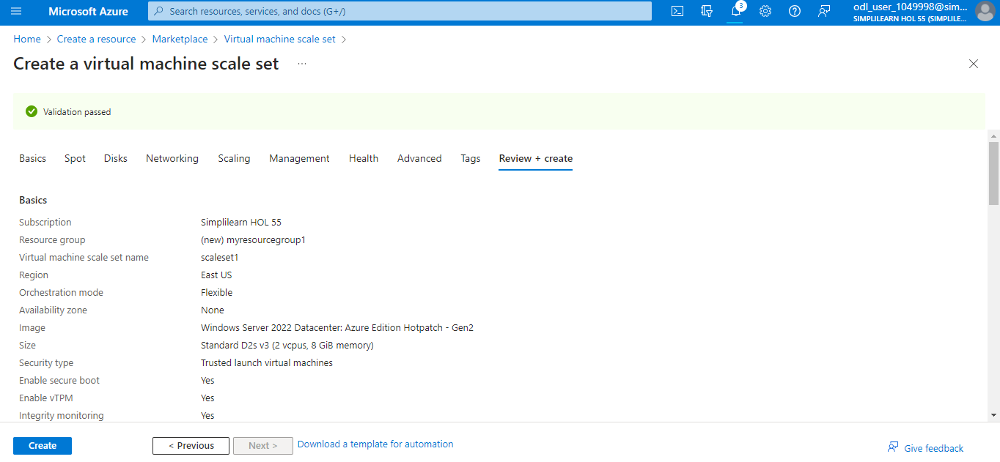 Microsoft Azure
Search resources, services, and docs (G+/)
3
odl_user_1049998@sim...
SIMPLILEARN HOL 55 (SIMPLILE...
Home > Create a resource > Marketplace > Virtual machine scale set >
Create a virtual machine scale set ...
Validation passed
Basics Spot Disks Networking Scaling Management Health Advanced Tags Review + create
Basics
Subscription Simplilearn HOL 55
Resource group (new) myresourcegroup1
Virtual machine scale set name scaleset1
Region East US
Orchestration mode Flexible
Availability zone None
Image Windows Server 2022 Datacenter: Azure Edition Hotpatch - Gen2
Size Standard D2s v3 (2 vcpus, 8 GiB memory)
Security type Trusted launch virtual machines
Enable secure boot Yes
Enable vTPM Yes
Integrity monitoring Yes
Create < Previous Next > Download a template for automation Give feedback